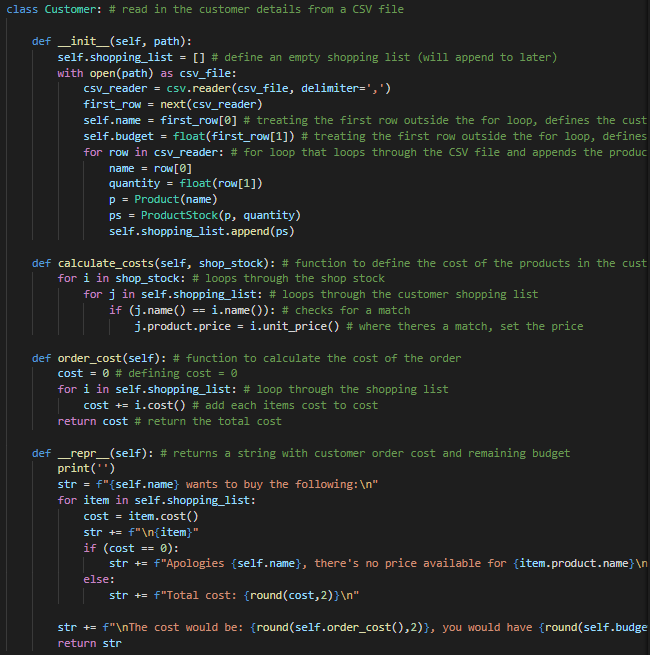 class Customer: # read in the customer details from a CSV file
def __init__(self, path):
self.shopping_list = [] # define an empty shopping list (will append to later)
with open(path) as csv_file:
csv_reader = csv.reader(csv_file, delimiter=',')
first_row = next(csv_reader)
self.name = first_row[0] # treating the first row outside the for loop, defines the cust
self.budget = float(first_row[1]) # treating the first row outside the for loop, defines
for row in csv_reader: # for loop that loops through the CSV file and appends the produc
name = row[0]
quantity = float(row[1])
p = Product(name)
ps = ProductStock(p, quantity)
self.shopping_list.append(ps)
def calculate_costs(self, shop_stock): # function to define the cost of the products in the cust
for i in shop_stock: # loops through the shop stock
for j in self.shopping_list: # loops through the customer shopping list
if (j.name() == i.name()): # checks for a match
j.product.price = i.unit_price() # where theres a match, set the price
def order_cost(self): # function to calculate the cost of the order
cost = 0 # defining cost = 0
for i in self.shopping_list: # loop through the shopping list
cost += i.cost() # add each items cost to cost
return cost # return the total cost
def __repr__(self): # returns a string with customer order cost and remaining budget
print('')
str = f"{self.name} wants to buy the following:\n"
for item in self.shopping_list:
cost = item.cost()
str += f"\n{item}"
if (cost == 0):
str += f"Apologies {self.name}, there's no price available for {item.product.name}\n
else:
str += f"Total cost: {round(cost,2)}\n"
str += f"\nThe cost would be: {round(self.order_cost(),2)}, you would have {round(self.budge
return str